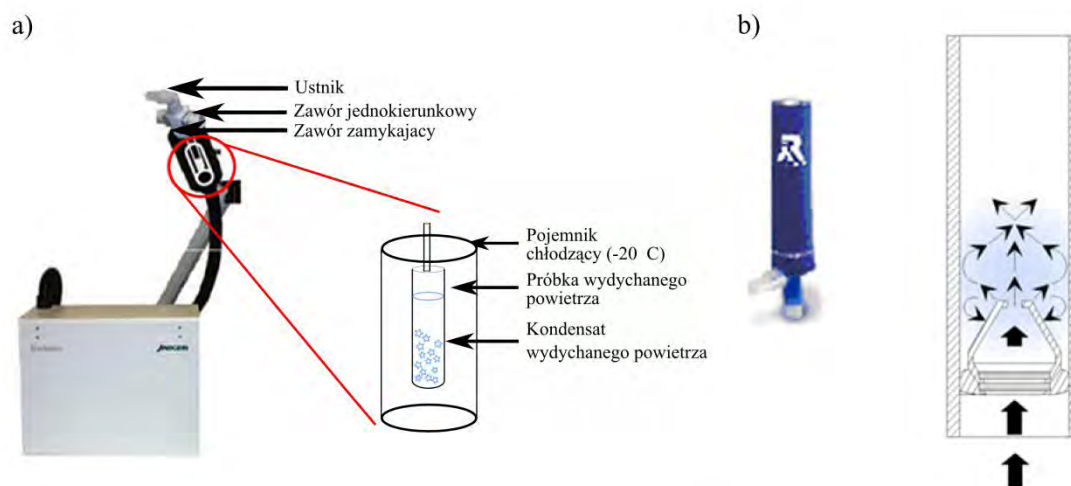 a)
Ustnik
Zawór jednokierunkowy
Zawór zamykajacy
Pojemnik
chłodzący (-20 C)
Próbka wydychanego
powietrza
Kondensat
wydychanego powietrza
b)
R